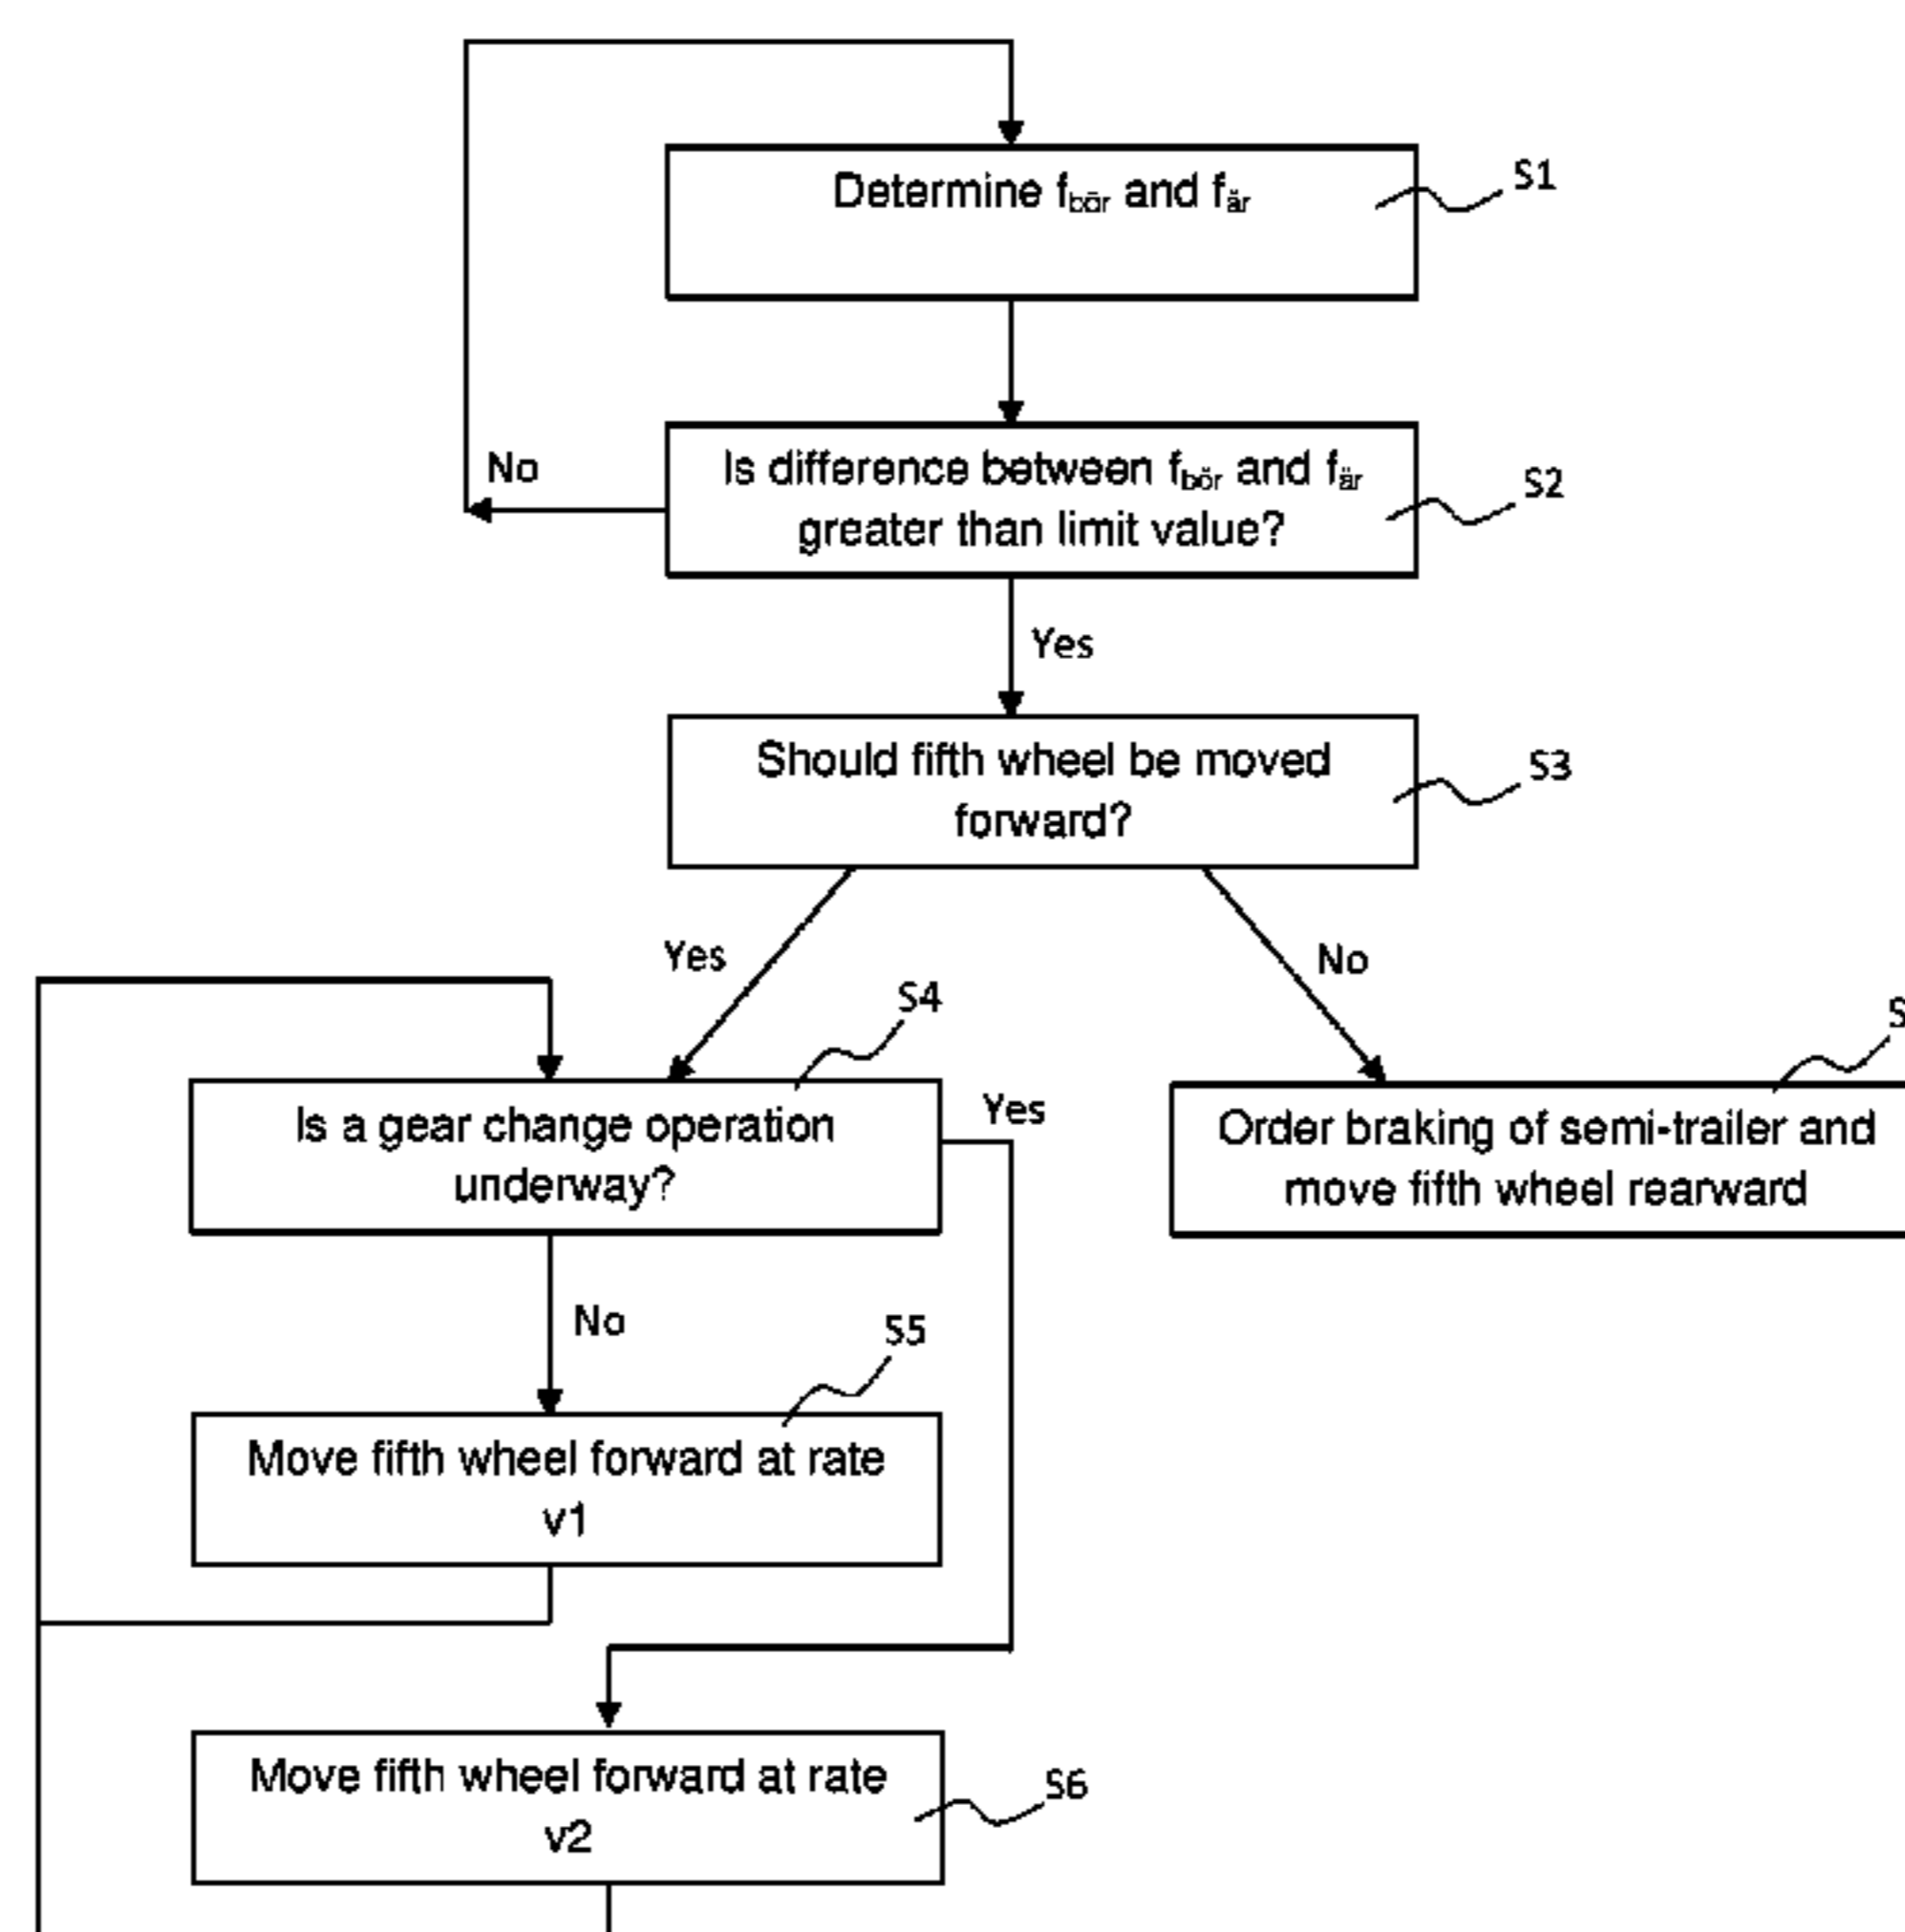 Determine fbör and fär
S1
No
Is difference between fbör and fär
greater than limit value?
S2
Yes
Should fifth wheel be moved
forward?
S3
Yes
No
S4
S
Is a gear change operation
underway?
Yes
Order braking of semi-trailer and
move fifth wheel rearward
No
S5
Move fifth wheel forward at rate
v1
Move fifth wheel forward at rate
v2
S6